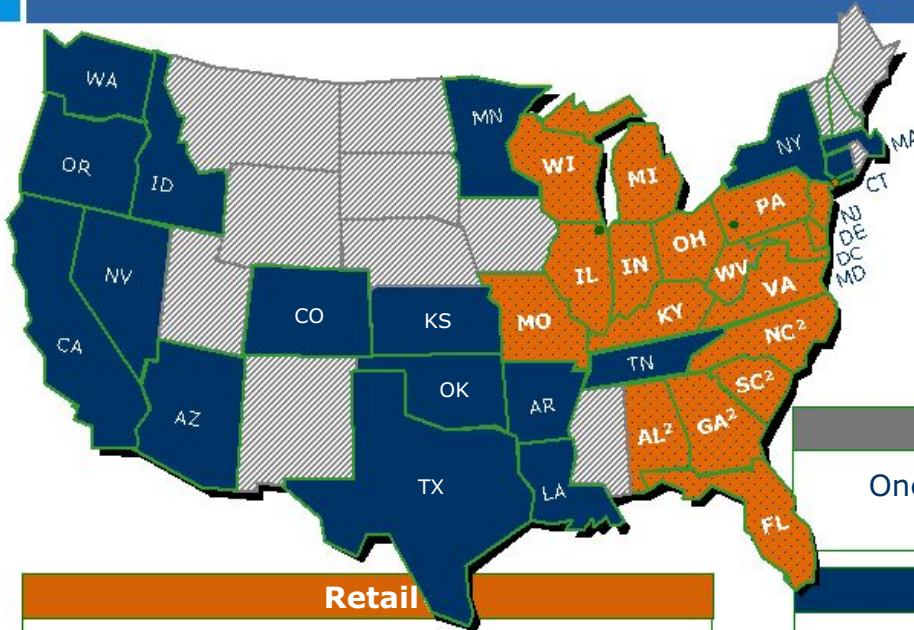 WA
MN
OR
ID
NY
MA
WI
MI
CT
PA
NJ
DE
DC
MD
NV
OH
IL
IN
WV
VA
CO
KS
MO
KY
CA
NC²
TN
OK
SC²
AZ
AR
AL²
GA²
TX
LA
FL
Retail